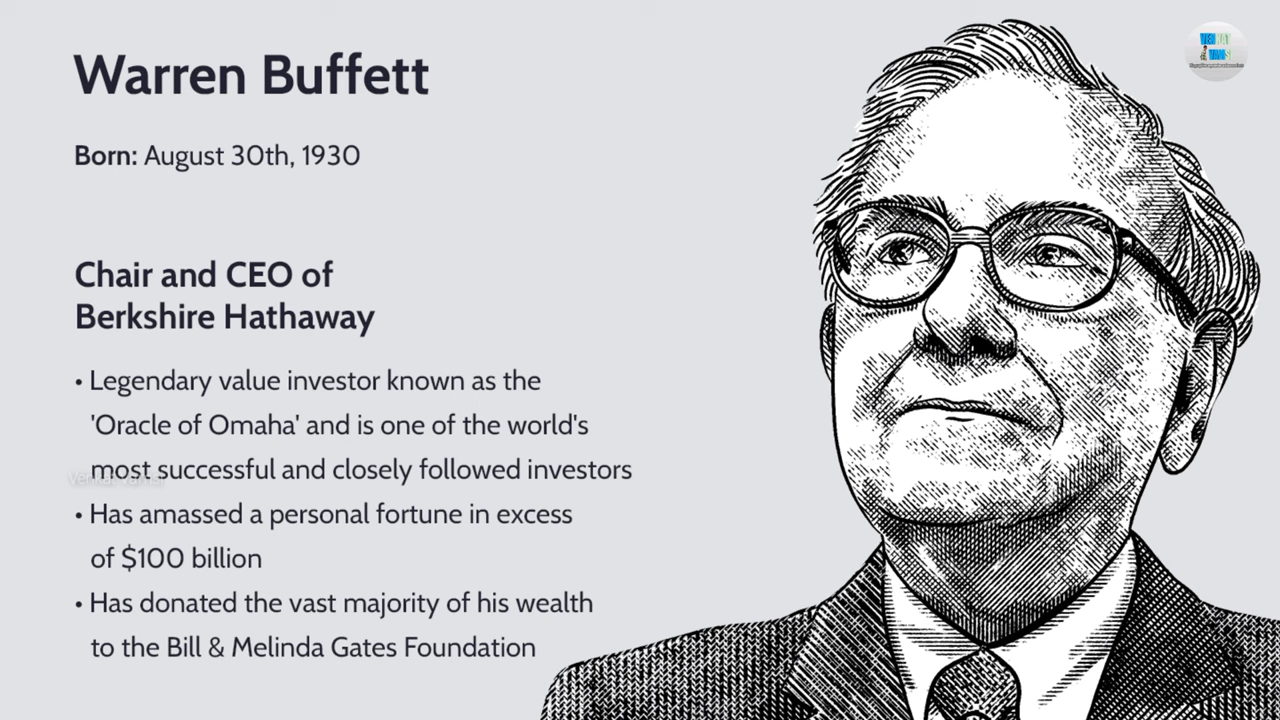 Warren Buffett
Born: August 30th, 1930
Chair and CEO of
Berkshire Hathaway
• Legendary value investor known as the
'Oracle of Omaha' and is one of the world's
most successful and closely followed investors
• Has amassed a personal fortune in excess
of $100 billion
• Has donated the vast majority of his wealth
to the Bill & Melinda Gates Foundation